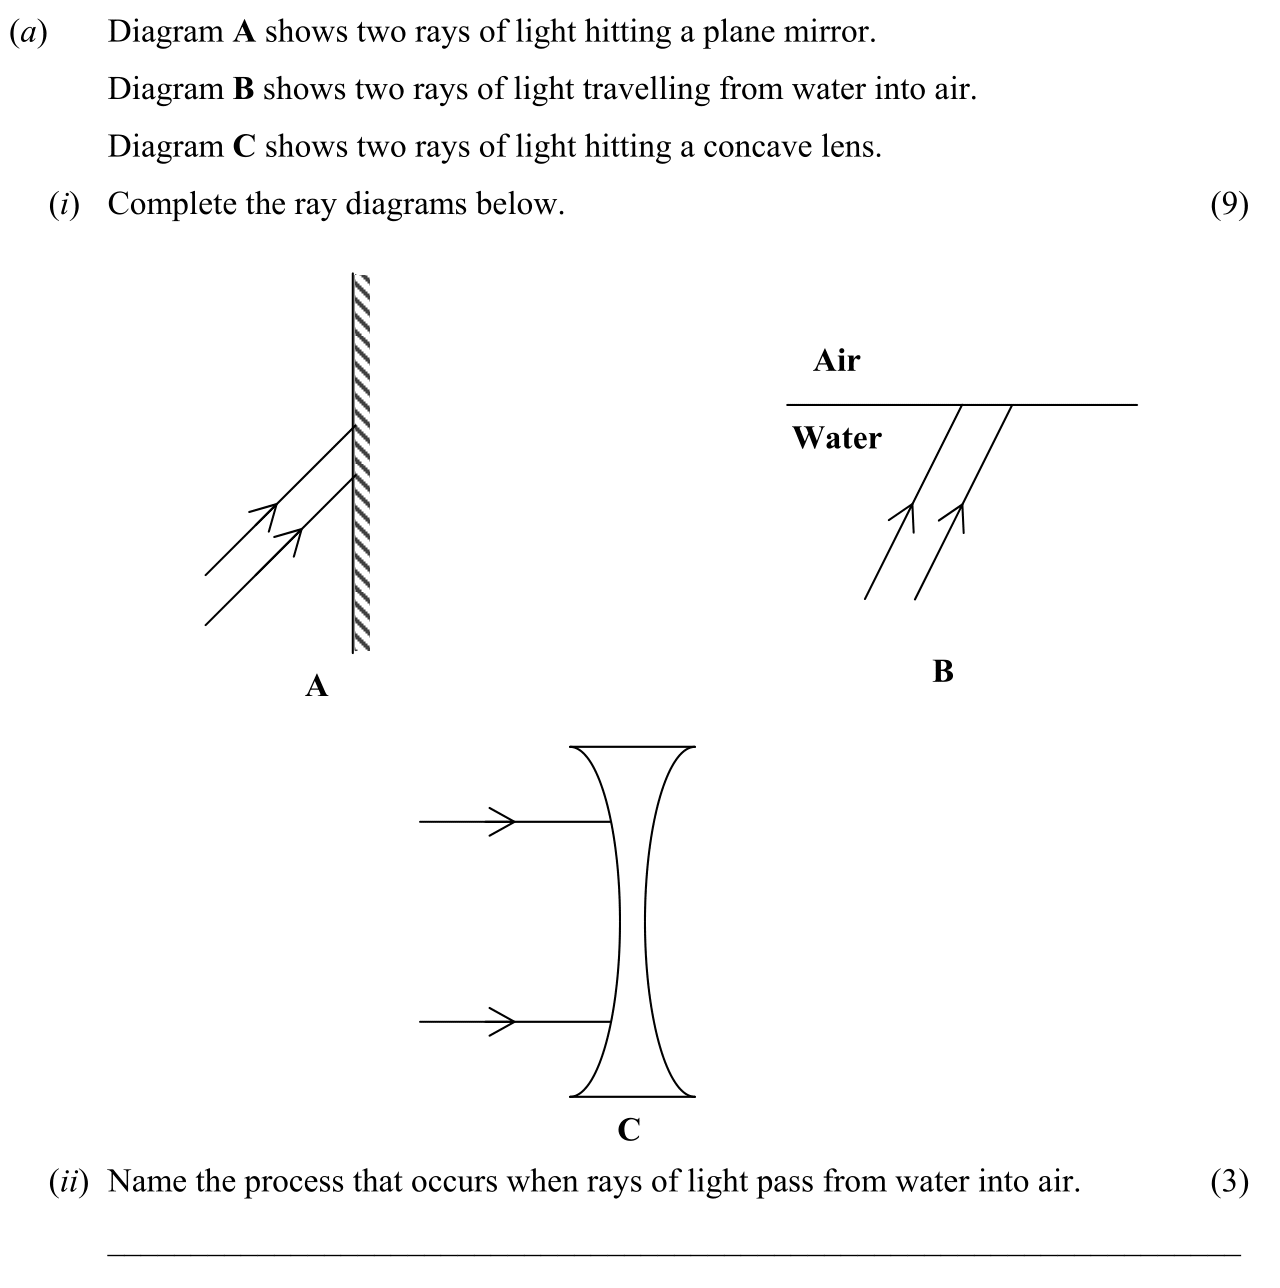 (a) Diagram A shows two rays of light hitting a plane mirror.
Diagram B shows two rays of light travelling from water into air.
Diagram C shows two rays of light hitting a concave lens.
(i) Complete the ray diagrams below. (9)
Air
Water
A
B
C
(ii) Name the process that occurs when rays of light pass from water into air. (3)